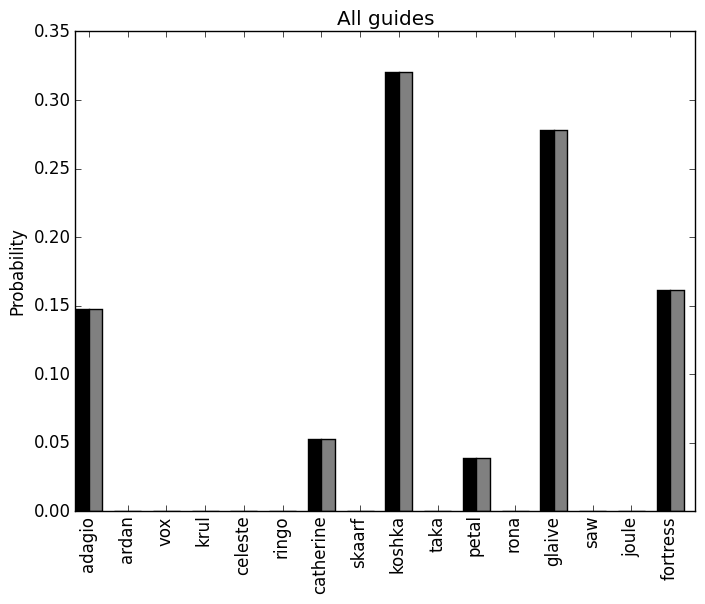 All guides
0.35
0.30
0.25
0.20
0.15
0.10
0.05
0.00
Probability
adagio
ardan
vox
krul
celeste
ringo
catherine
skaarf
koshka
taka
petal
rona
glaive
saw
joule
fortress